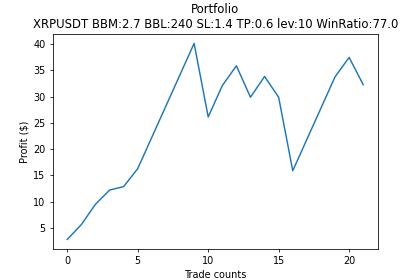 Portfolio
XRPUSDT BBM:2.7 BBL:240 SL:1.4 TP:0.6 lev:10 WinRatio:77.0
40
35
30
25
20
15
10
5
Profit ($)
0 5 10 15 20
Trade counts